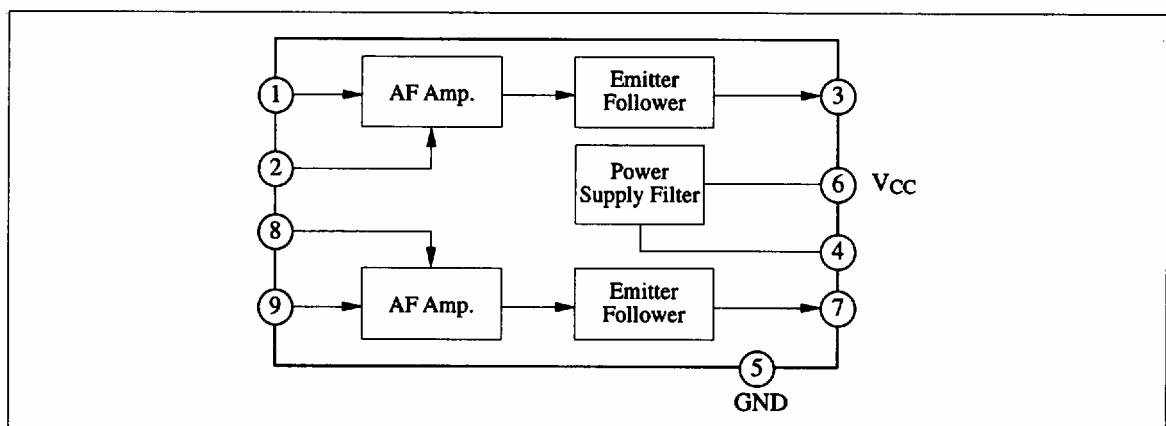 1
AF Amp.
Emitter
Follower
3
2
Power
Supply Filter
6
VCC
8
4
9
AF Amp.
Emitter
Follower
7
5
GND